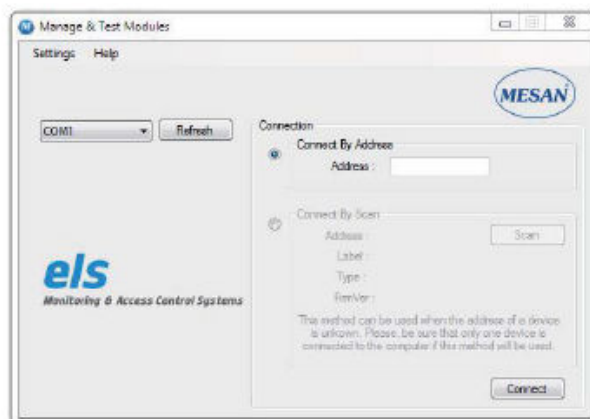 Manage & Test Modules
Settings Help
MESAN
COM1 Refresh
Connection
Connect By Address
Address :
Connect By Scan
Address : Scan
Label :
Type :
FirmVer :
This method can be used when the address of a device
is unkown. Please, be sure that only one device is
connected to the computer if this method will be used.
els
Monitoring & Access Control Systems
Connect